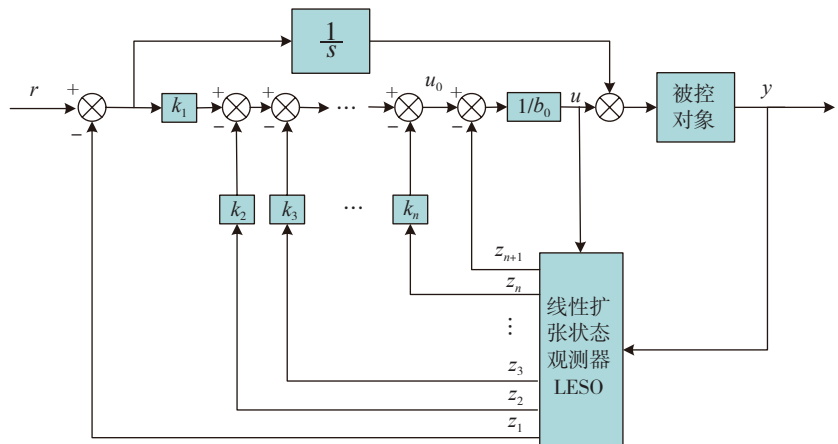 1
s
r
+
−
k₁
+
−
+
−
...
+
−
u₀
+
−
1/b₀
u
被控
对象
y
k₂
k₃
...
kₙ
zₙ₊₁
zₙ
⋮
z₃
z₂
z₁
线性扩
张状态
观测器
LESO